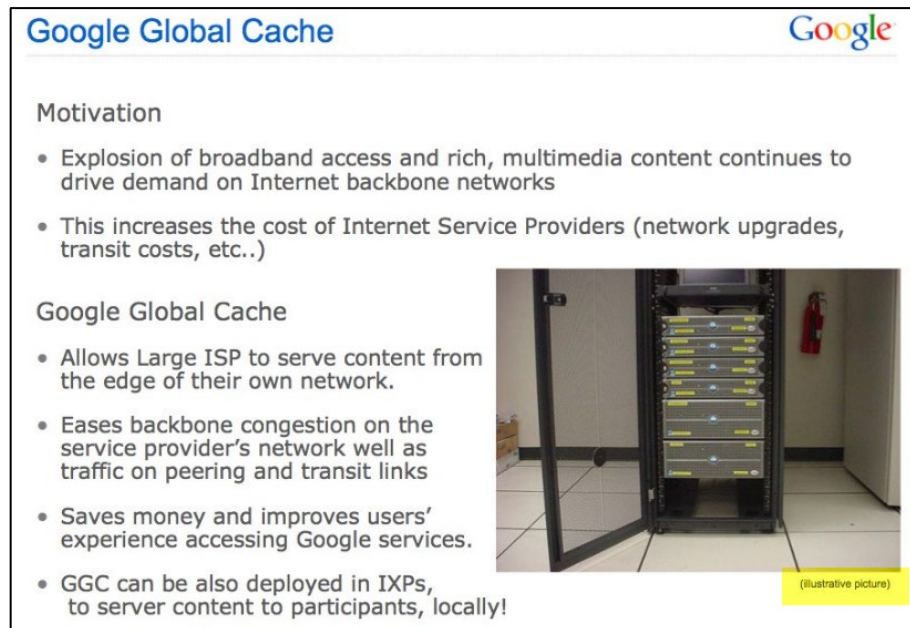 Google Global Cache
Google
Motivation
• Explosion of broadband access and rich, multimedia content continues to
drive demand on Internet backbone networks
• This increases the cost of Internet Service Providers (network upgrades,
transit costs, etc..)
Google Global Cache
• Allows Large ISP to serve content from
the edge of their own network.
• Eases backbone congestion on the
service provider's network well as
traffic on peering and transit links
• Saves money and improves users'
experience accessing Google services.
• GGC can be also deployed in IXPs,
to server content to participants, locally!
(illustrative picture)